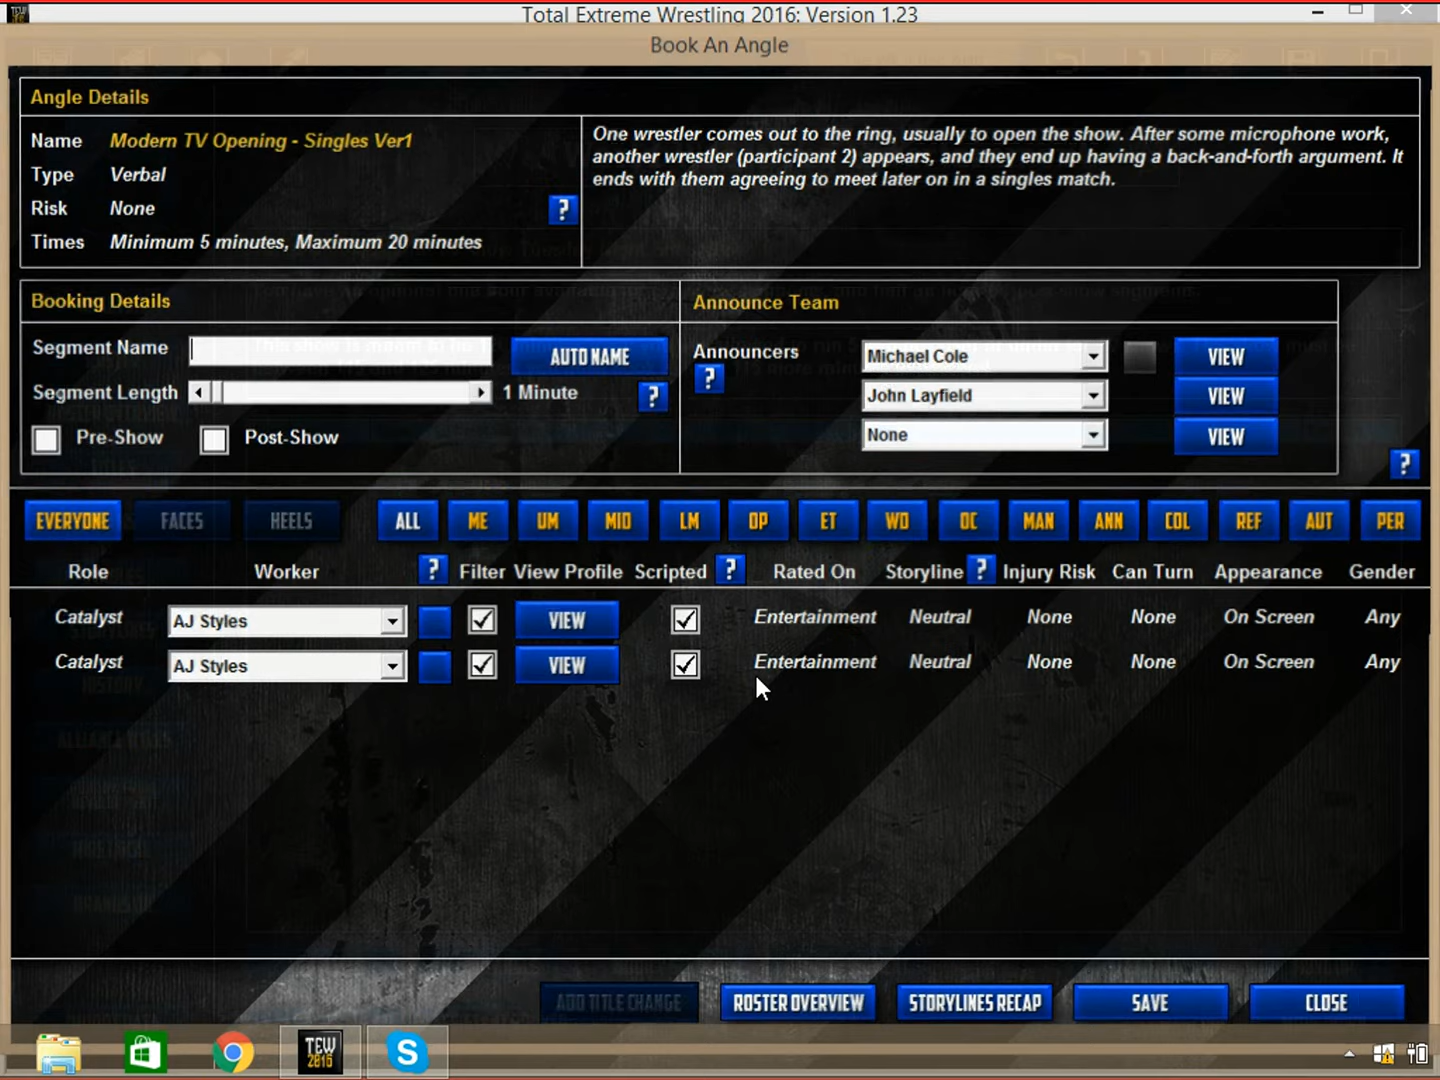 Total Extreme Wrestling 2016: Version 1.23
Book An Angle
Angle Details
Name Modern TV Opening - Singles Ver1
Type Verbal
Risk None
Times Minimum 5 minutes, Maximum 20 minutes
?
One wrestler comes out to the ring, usually to open the show. After some microphone work,
another wrestler (participant 2) appears, and they end up having a back-and-forth argument. It
ends with them agreeing to meet later on in a singles match.
Booking Details
Segment Name AUTO NAME
Segment Length 1 Minute ?
Pre-Show Post-Show
Announce Team
Announcers Michael Cole VIEW
? John Layfield VIEW
None VIEW
?
EVERYONE FACES HEELS ALL ME UM MID LM OP ET WO OC MAN ANN COL REF AUT PER
Role Worker ? Filter View Profile Scripted ? Rated On Storyline ? Injury Risk Can Turn Appearance Gender
Catalyst AJ Styles VIEW Entertainment Neutral None None On Screen Any
Catalyst AJ Styles VIEW Entertainment Neutral None None On Screen Any
ADD TITLE CHANGE ROSTER OVERVIEW STORYLINES RECAP SAVE CLOSE
TEW
2016
S